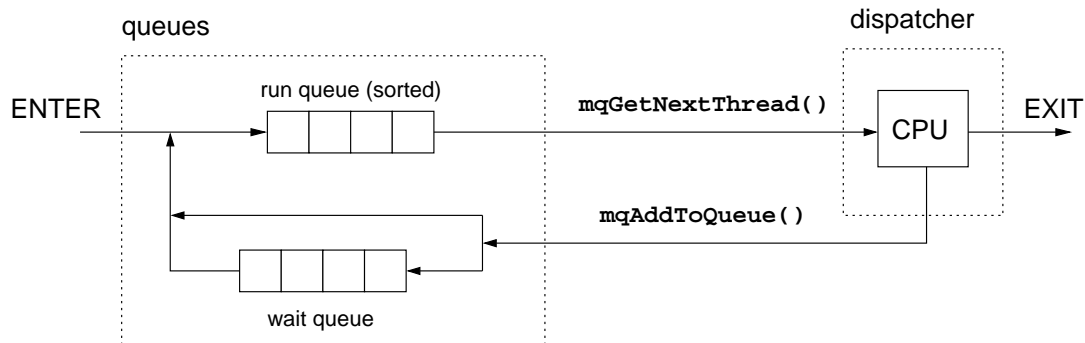 queues
dispatcher
run queue (sorted)
ENTER
mqGetNextThread()
CPU
EXIT
mqAddToQueue()
wait queue